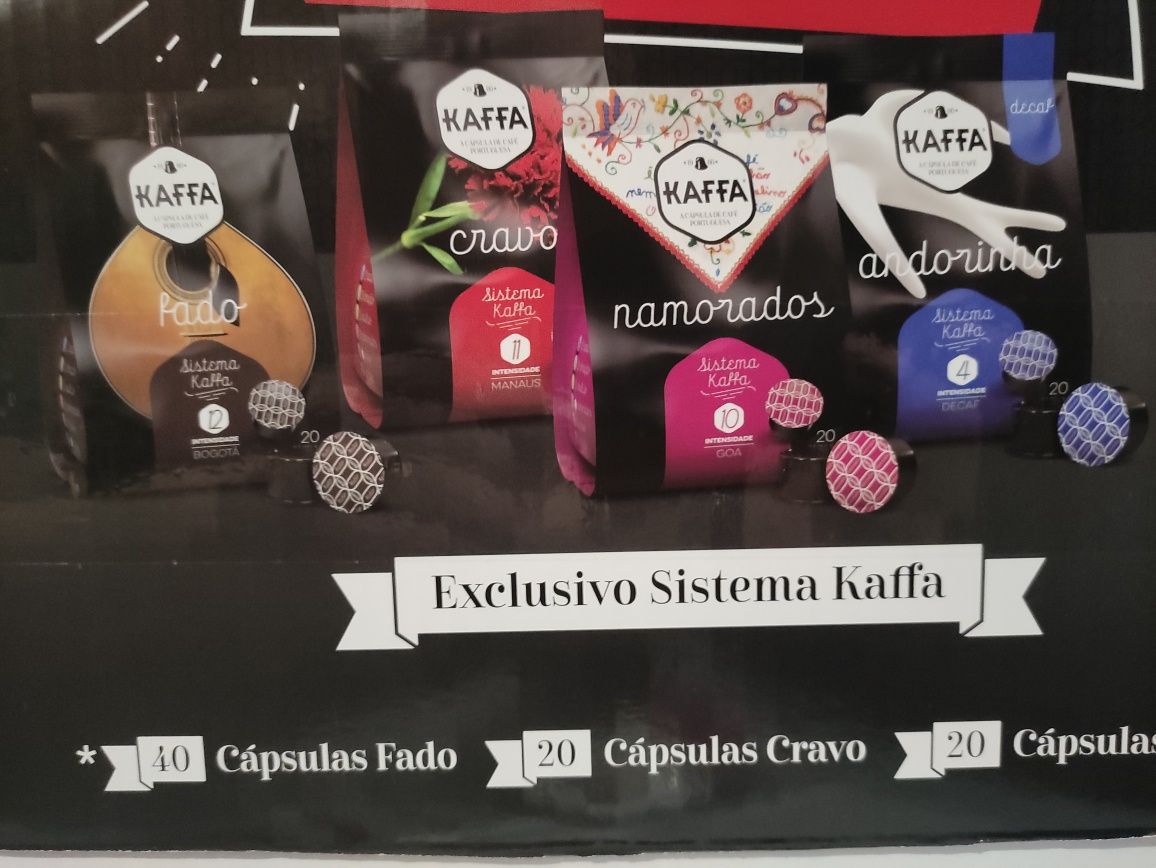 KAFFA
A CÁPSULA DE CAFÉ
PORTUGUESA
fado
Sistema
Kaffa
12
INTENSIDADE
BOGOTÁ
20
KAFFA
A CÁPSULA DE CAFÉ
PORTUGUESA
cravo
Sistema
Kaffa
11
INTENSIDADE
MANAUS
KAFFA
A CÁPSULA DE CAFÉ
PORTUGUESA
nem
namorados
Sistema
Kaffa
10
INTENSIDADE
GOA
20
decaf
KAFFA
A CÁPSULA DE CAFÉ
PORTUGUESA
andorinha
Sistema
Kaffa
4
INTENSIDADE
DECAF
20
Exclusivo Sistema Kaffa
* 40 Cápsulas Fado 20 Cápsulas Cravo 20 Cápsulas